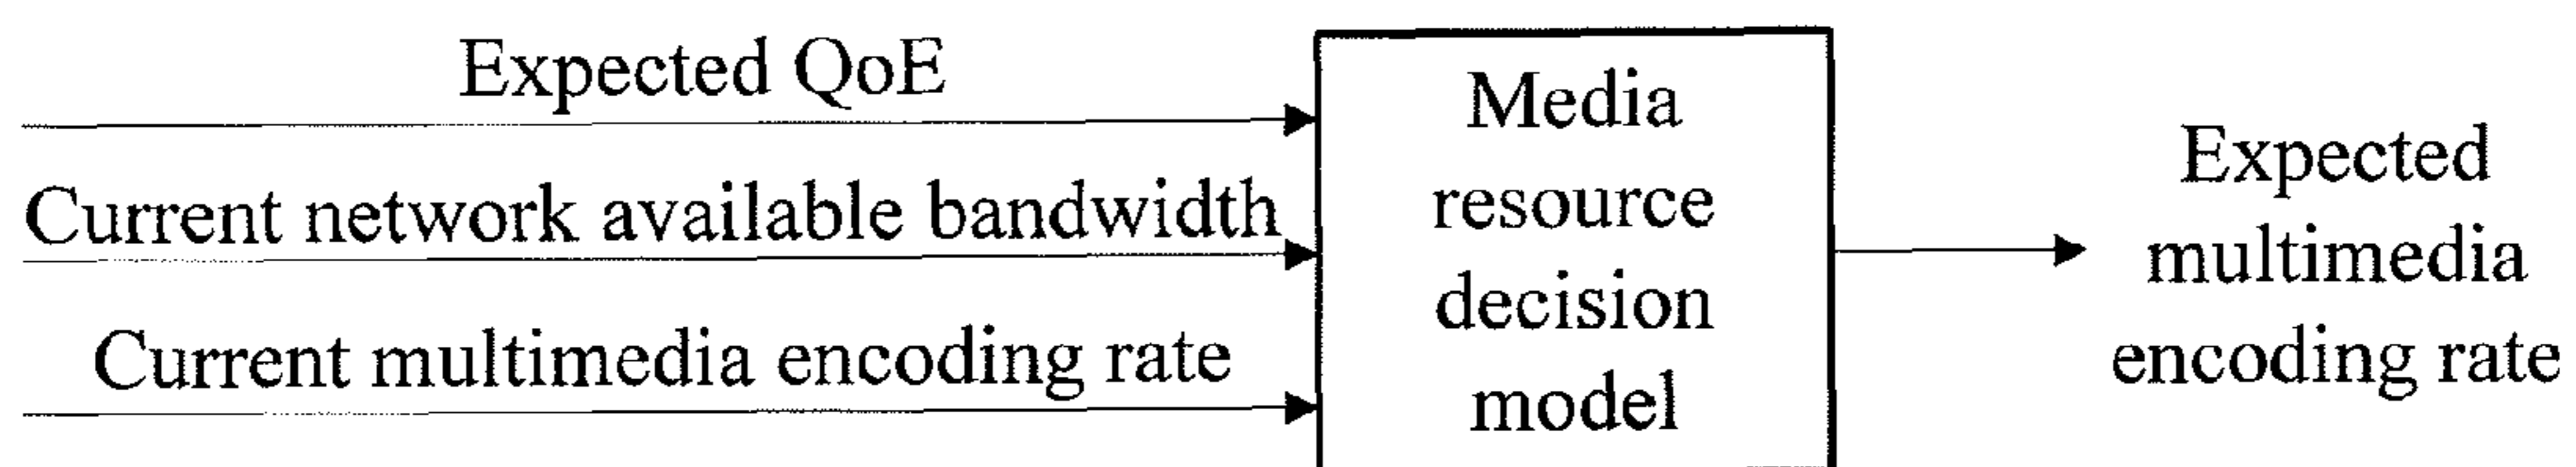 Expected QoE
Current network available bandwidth
Current multimedia encoding rate
Media
resource
decision
model
Expected
multimedia
encoding rate